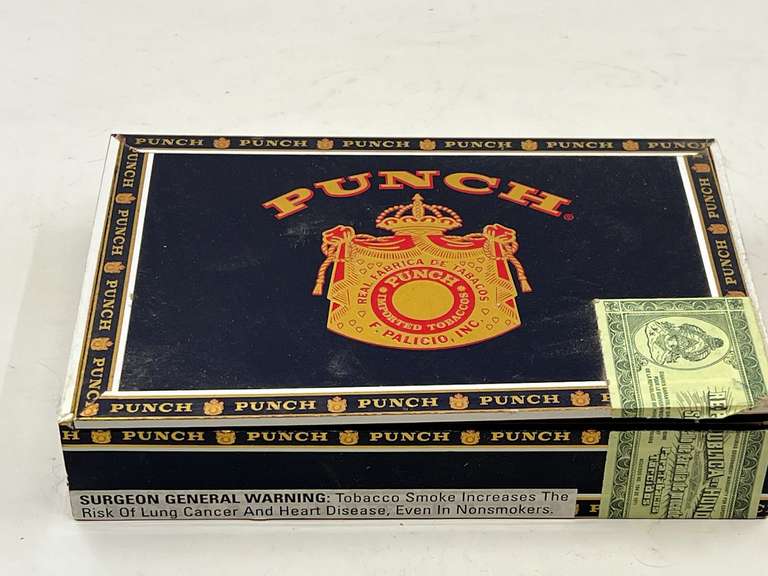 PUNCH PUNCH PUNCH PUNCH PUNCH PUNCH
PUNCH PUNCH PUNCH PUNCH
PUNCH PUNCH PUNCH
PUNCH®
REAL FABRICA DE TABACOS
PUNCH
IMPORTED TOBACCOS
F. PALICIO, INC.
PUNCH PUNCH PUNCH PUNCH
PUNCH PUNCH PUNCH PUNCH
REPUBLICA
SURGEON GENERAL WARNING: Tobacco Smoke Increases The
Risk Of Lung Cancer And Heart Disease, Even In Nonsmokers.